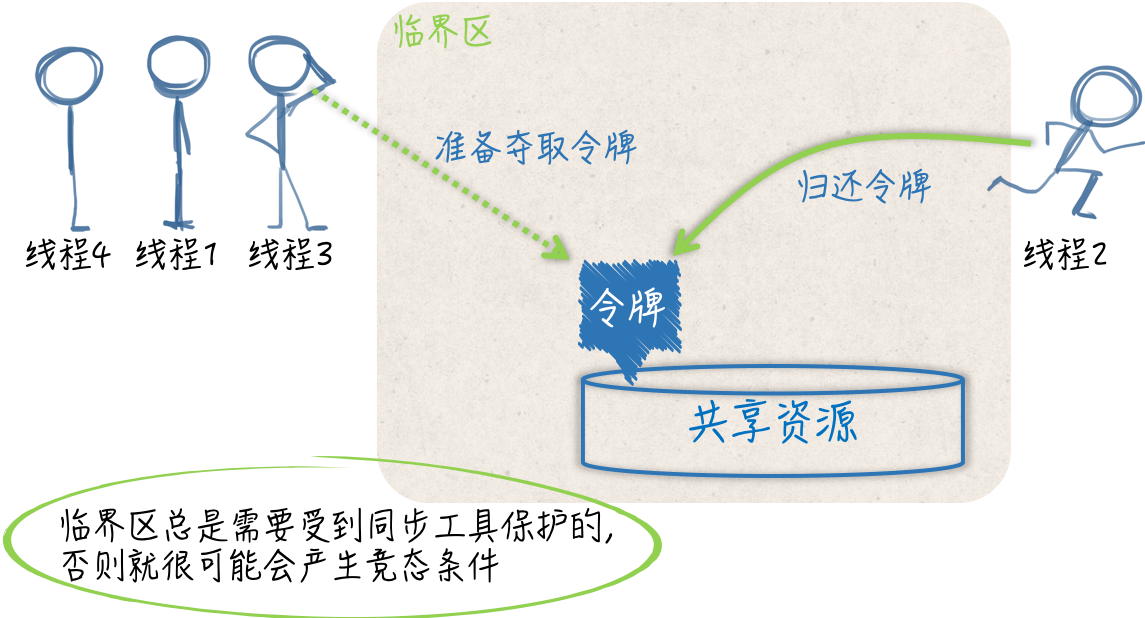 临界区
准备夺取令牌
归还令牌
线程4
线程1
线程3
线程2
令牌
共享资源
临界区总是需要受到同步工具保护的,
否则就很可能会产生竞态条件